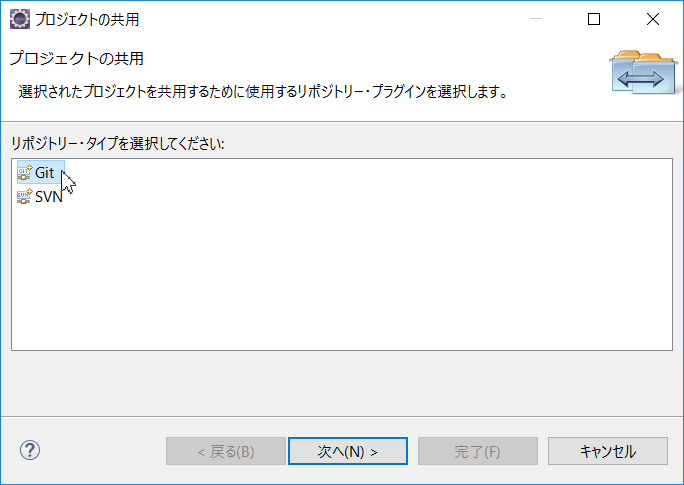 プロジェクトの共用
プロジェクトの共用
選択されたプロジェクトを共用するために使用するリポジトリー・プラグインを選択します。
リポジトリー・タイプを選択してください:
Git
SVN
< 戻る(B)
次へ(N) >
完了(F)
キャンセル